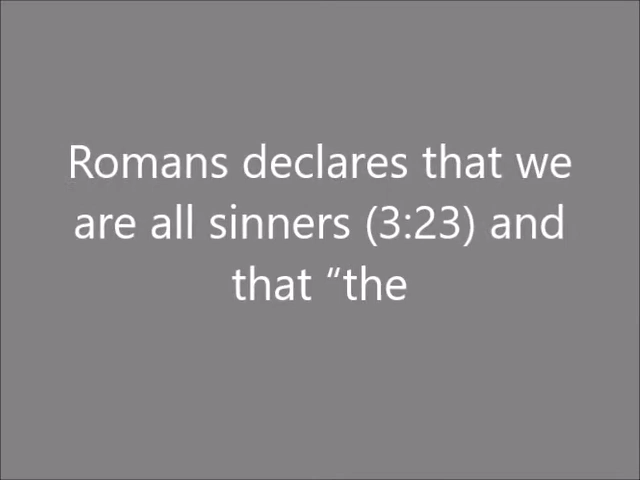 Romans declares that we
are all sinners (3:23) and
that “the